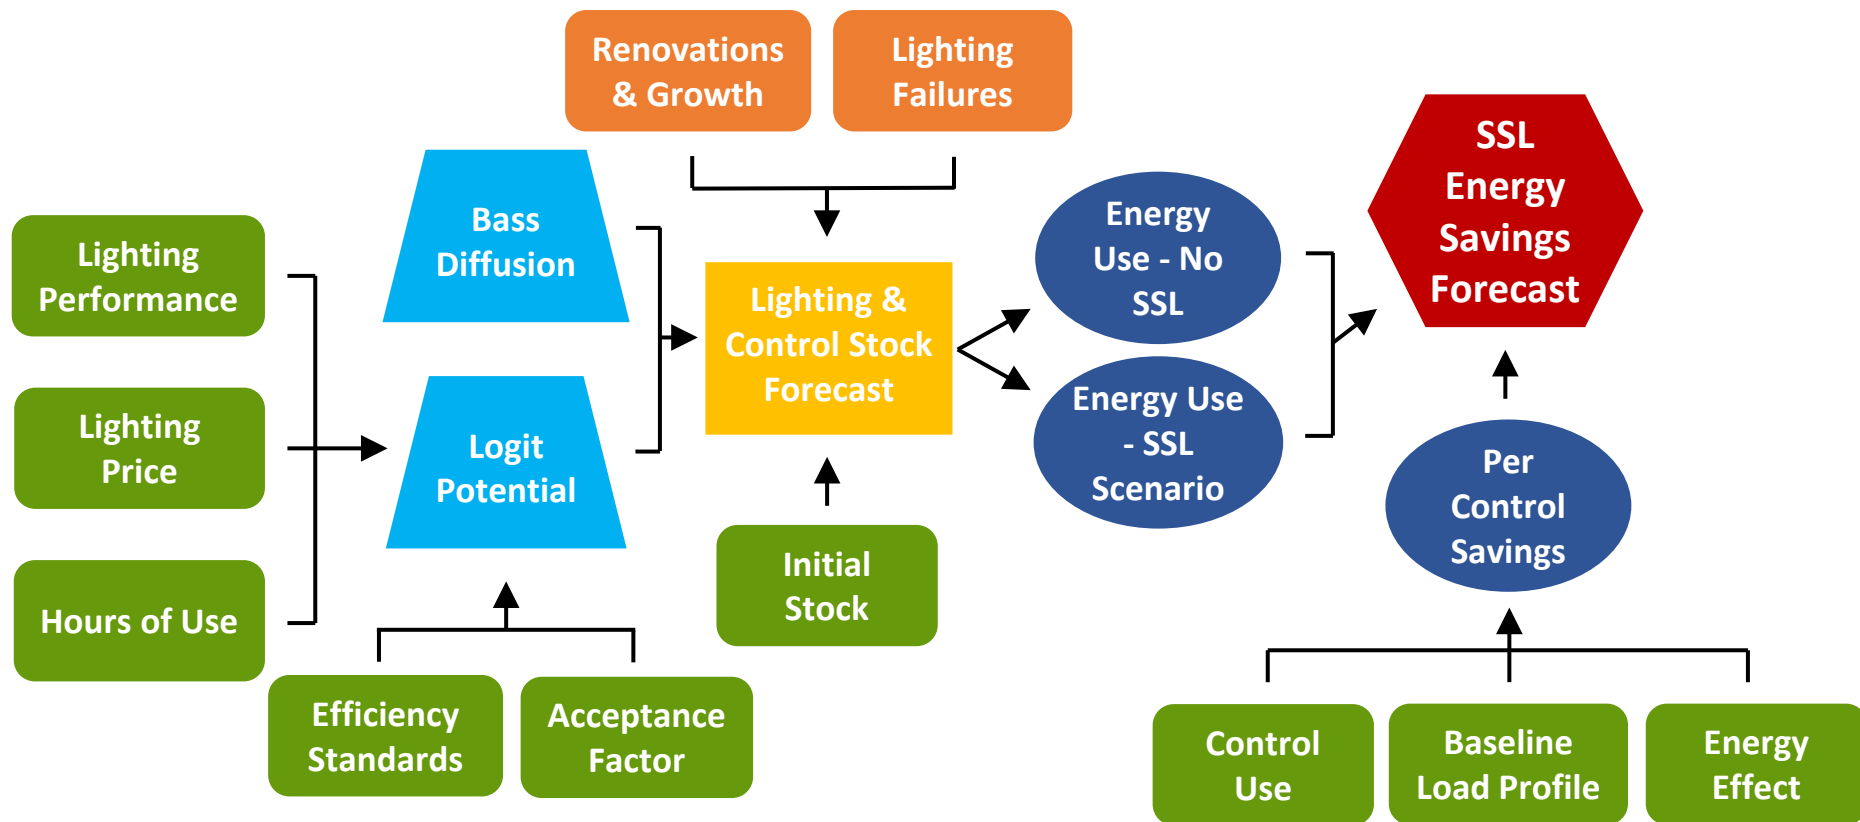 Renovations
& Growth
Lighting
Failures
SSL
Energy
Savings
Forecast
Bass
Diffusion
Energy
Use - No
SSL
Lighting
Performance
Lighting &
Control Stock
Forecast
Lighting
Price
Logit
Potential
Energy Use
- SSL
Scenario
Per
Control
Savings
Hours of Use
Initial
Stock
Efficiency
Standards
Acceptance
Factor
Control
Use
Baseline
Load Profile
Energy
Effect